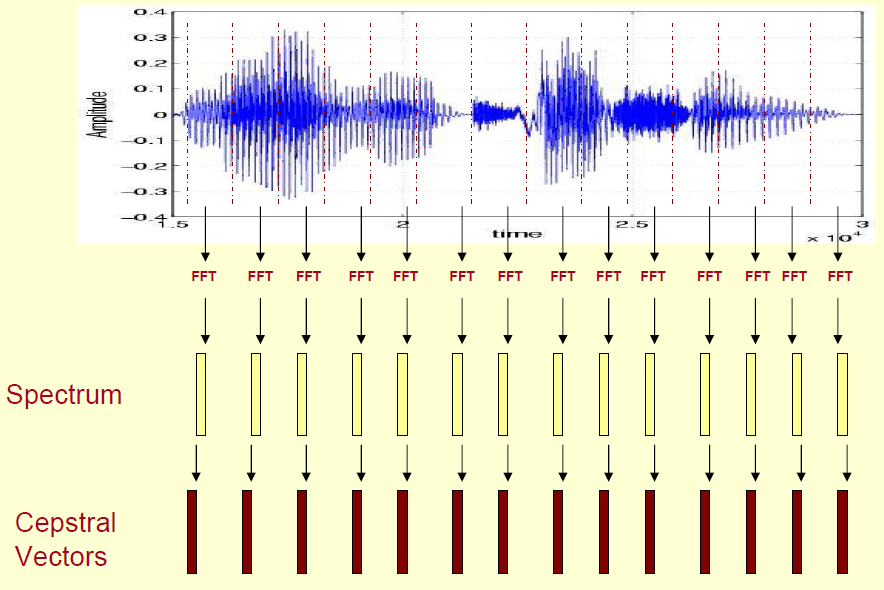 0.4
0.3
0.2
0.1
0
-0.1
-0.2
-0.3
-0.4
Amplitude
1.5 2 2.5 3
time
x 10^4
FFT FFT FFT FFT FFT FFT FFT FFT FFT FFT FFT FFT FFT FFT
Spectrum
Cepstral
Vectors